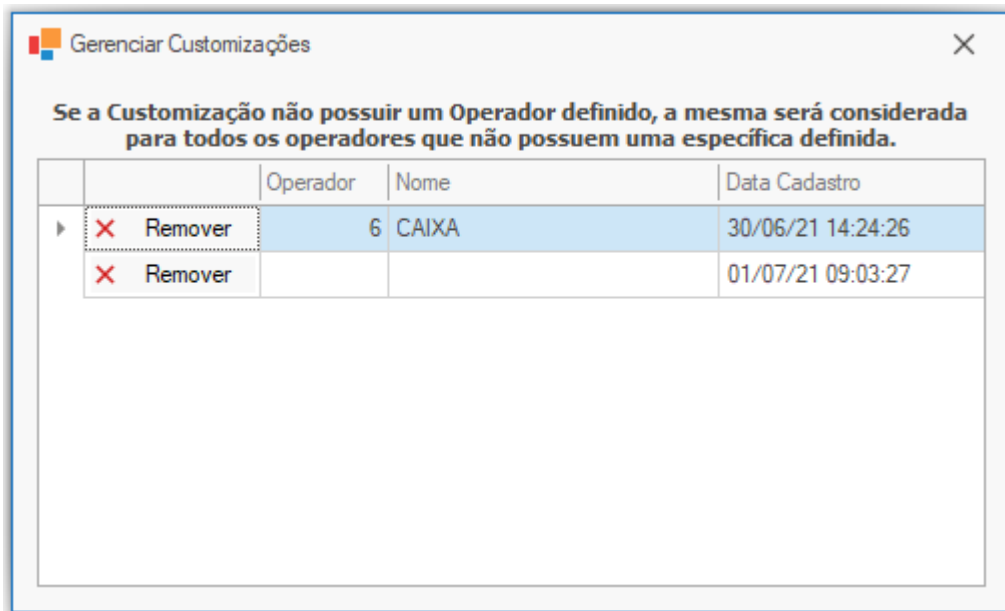 Gerenciar Customizações
Se a Customização não possuir um Operador definido, a mesma será considerada
para todos os operadores que não possuem uma específica definida.
Operador Nome Data Cadastro
Remover 6 CAIXA 30/06/21 14:24:26
Remover 01/07/21 09:03:27